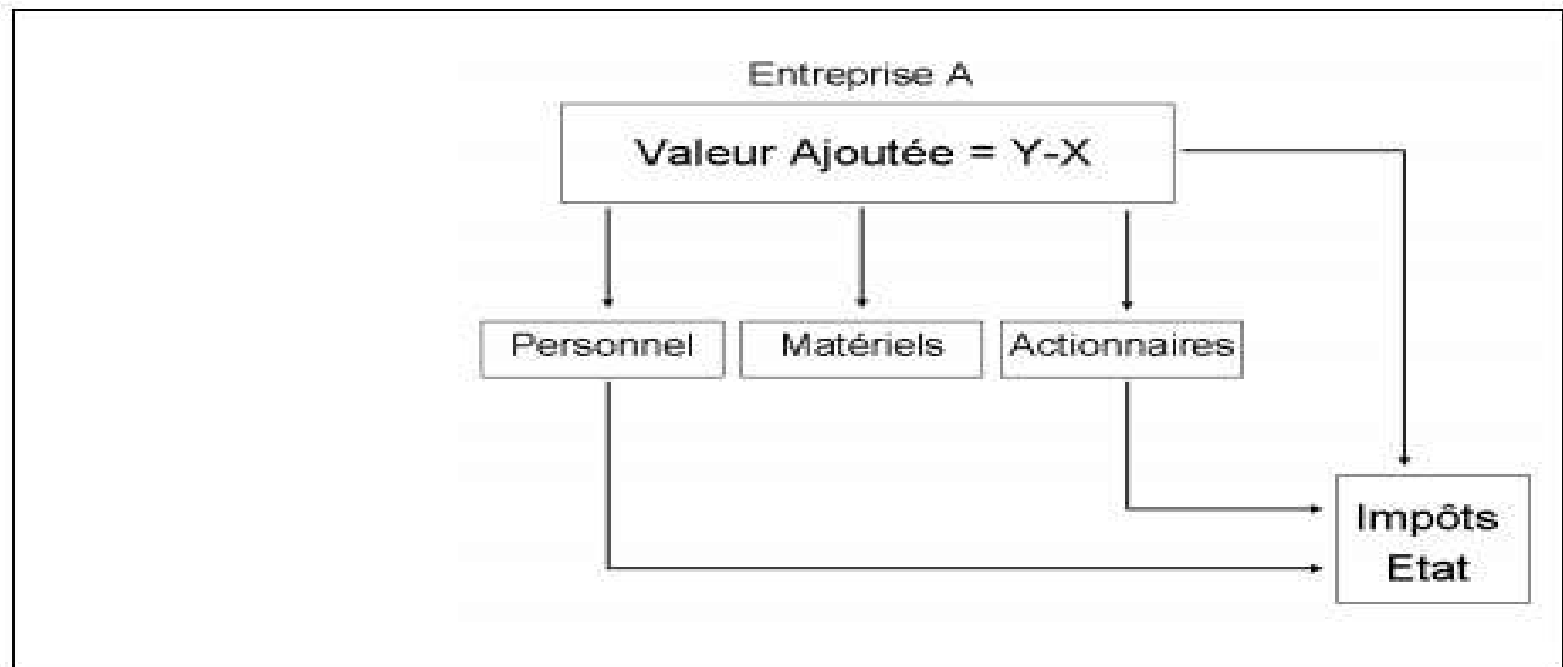 Entreprise A
Valeur Ajoutée = Y-X
Personnel
Matériels
Actionnaires
Impôts
Etat